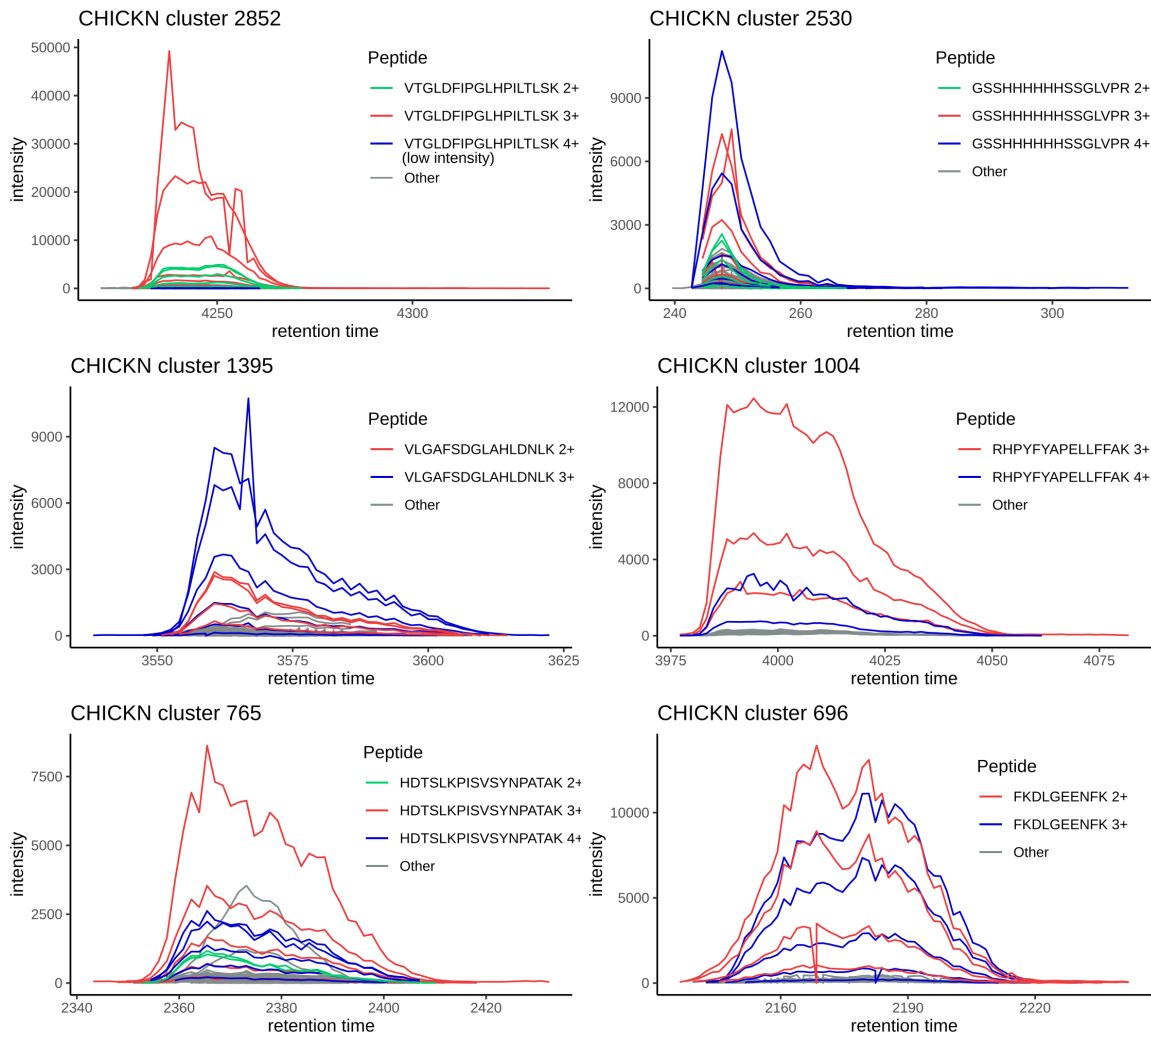 CHICKN cluster 2852
50000
40000
30000
20000
10000
0
intensity
4250
4300
retention time
Peptide
VTGLDFIPGLHPILTLSK 2+
VTGLDFIPGLHPILTLSK 3+
VTGLDFIPGLHPILTLSK 4+
(low intensity)
Other
CHICKN cluster 2530
9000
6000
3000
0
intensity
240
260
280
300
retention time
Peptide
GSSHHHHHHSSGLVPR 2+
GSSHHHHHHSSGLVPR 3+
GSSHHHHHHSSGLVPR 4+
Other
CHICKN cluster 1395
9000
6000
3000
0
intensity
3550
3575
3600
3625
retention time
Peptide
VLGAFSDGLAHLDNLK 2+
VLGAFSDGLAHLDNLK 3+
Other
CHICKN cluster 1004
12000
8000
4000
0
intensity
3975
4000
4025
4050
4075
retention time
Peptide
RHPYFYAPELLFFAK 3+
RHPYFYAPELLFFAK 4+
Other
CHICKN cluster 765
7500
5000
2500
0
intensity
2340
2360
2380
2400
2420
retention time
Peptide
HDTSLKPISVSYNPATAK 2+
HDTSLKPISVSYNPATAK 3+
HDTSLKPISVSYNPATAK 4+
Other
CHICKN cluster 696
10000
5000
0
intensity
2160
2190
2220
retention time
Peptide
FKDLGEENFK 2+
FKDLGEENFK 3+
Other